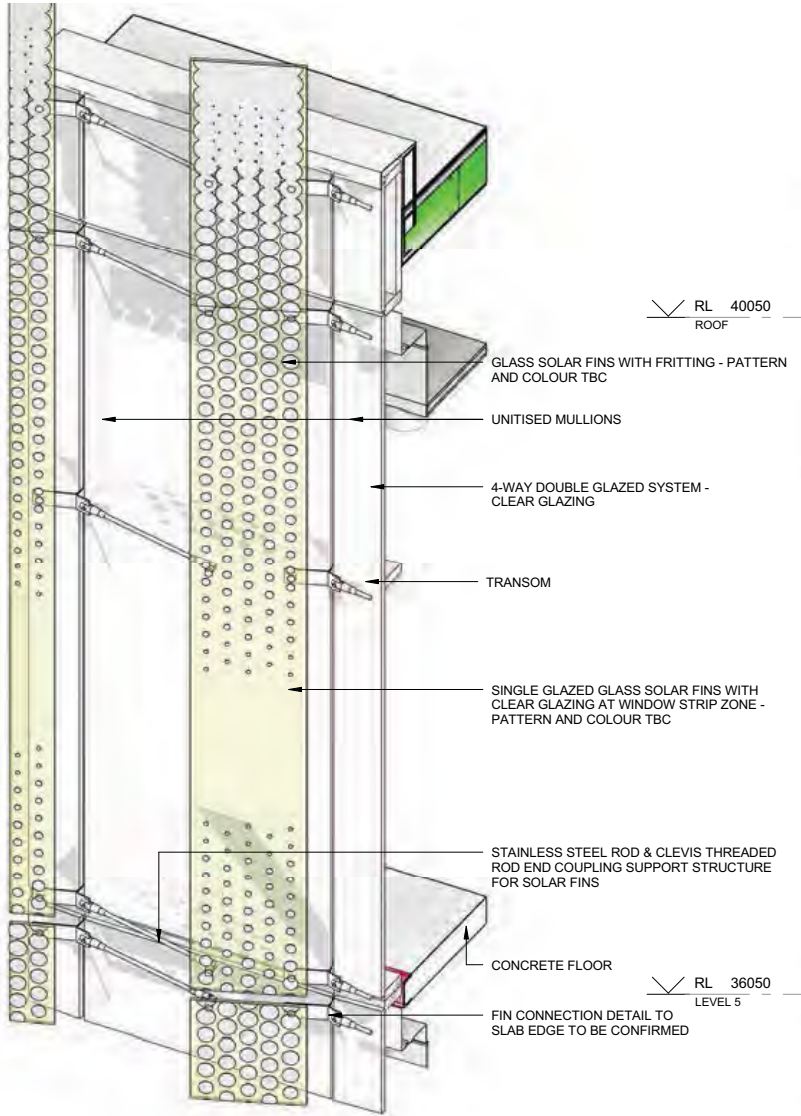 RL 40050
ROOF
GLASS SOLAR FINS WITH FRITTING - PATTERN
AND COLOUR TBC
UNITISED MULLIONS
4-WAY DOUBLE GLAZED SYSTEM -
CLEAR GLAZING
TRANSOM
SINGLE GLAZED GLASS SOLAR FINS WITH
CLEAR GLAZING AT WINDOW STRIP ZONE -
PATTERN AND COLOUR TBC
STAINLESS STEEL ROD & CLEVIS THREADED
ROD END COUPLING SUPPORT STRUCTURE
FOR SOLAR FINS
CONCRETE FLOOR
RL 36050
LEVEL 5
FIN CONNECTION DETAIL TO
SLAB EDGE TO BE CONFIRMED